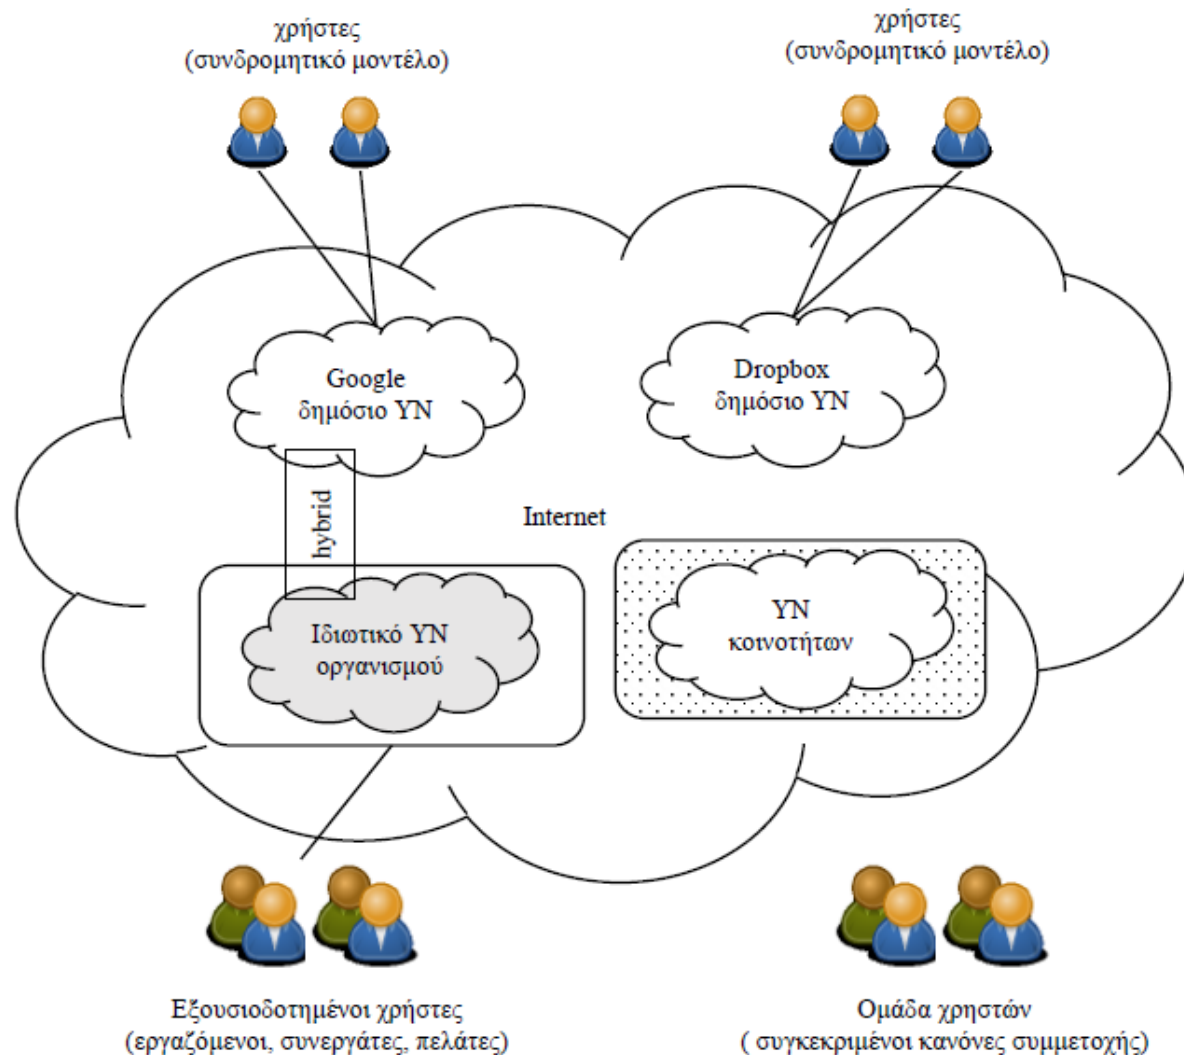 χρήστες
(συνδρομητικό μοντέλο)
χρήστες
(συνδρομητικό μοντέλο)
Google
δημόσιο ΥΝ
Dropbox
δημόσιο ΥΝ
hybrid
Internet
Ιδιωτικό ΥΝ
οργανισμού
ΥΝ
κοινοτήτων
Εξουσιοδοτημένοι χρήστες
(εργαζόμενοι, συνεργάτες, πελάτες)
Ομάδα χρηστών
( συγκεκριμένοι κανόνες συμμετοχής)